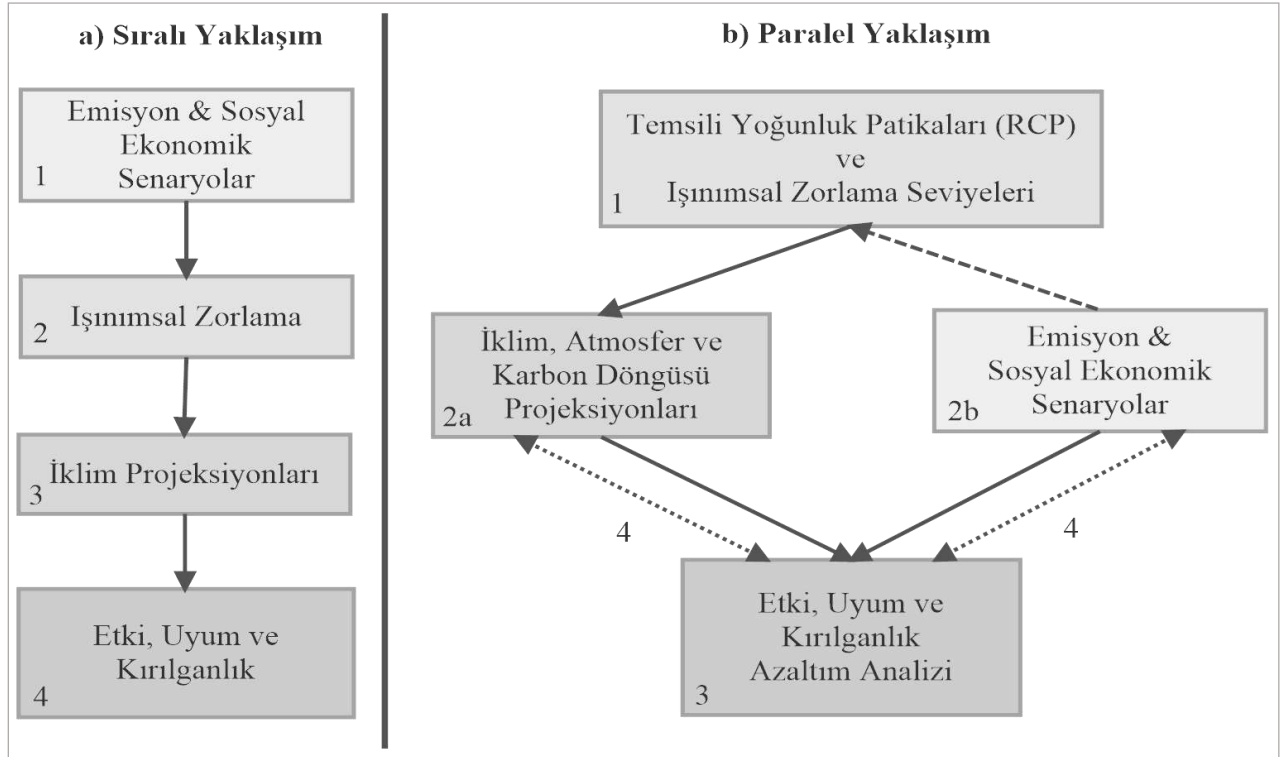 a) Sıralı Yaklaşım
Emisyon & Sosyal
Ekonomik
Senaryolar
1
Işınımsal Zorlama
2
İklim Projeksiyonları
3
Etki, Uyum ve
Kırılganlık
4
b) Paralel Yaklaşım
Temsili Yoğunluk Patikaları (RCP)
ve
Işınımsal Zorlama Seviyeleri
1
İklim, Atmosfer ve
Karbon Döngüsü
Projeksiyonları
2a
Emisyon &
Sosyal Ekonomik
Senaryolar
2b
4
4
Etki, Uyum ve
Kırılganlık
Azaltım Analizi
3